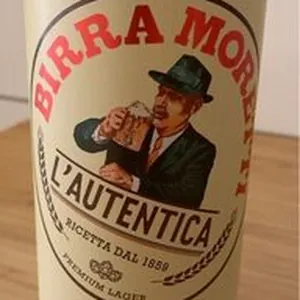 BIRRA MORETTI
L'AUTENTICA
RICETTA DAL 1859
PREMIUM LAGER